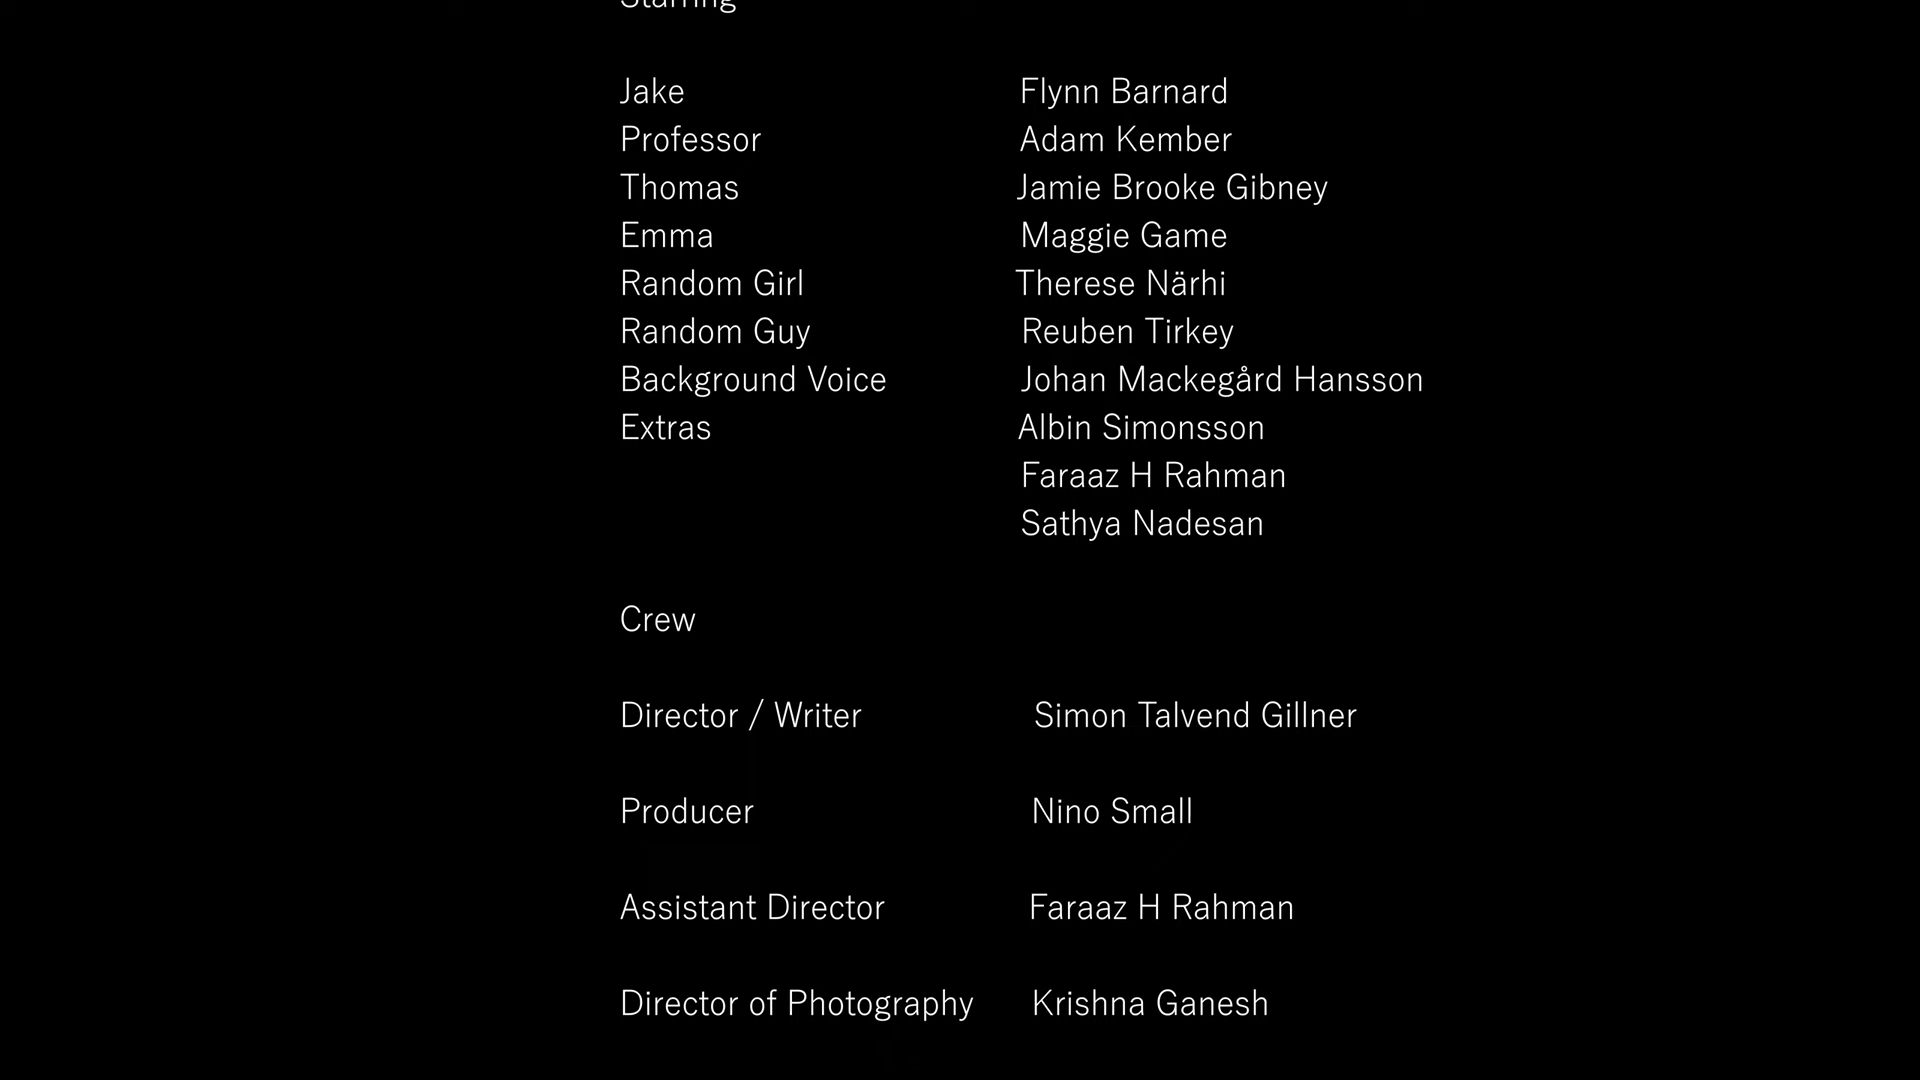 Starring
Jake Flynn Barnard
Professor Adam Kember
Thomas Jamie Brooke Gibney
Emma Maggie Game
Random Girl Therese Närhi
Random Guy Reuben Tirkey
Background Voice Johan Mackegård Hansson
Extras Albin Simonsson
Faraaz H Rahman
Sathya Nadesan
Crew
Director / Writer Simon Talvend Gillner
Producer Nino Small
Assistant Director Faraaz H Rahman
Director of Photography Krishna Ganesh